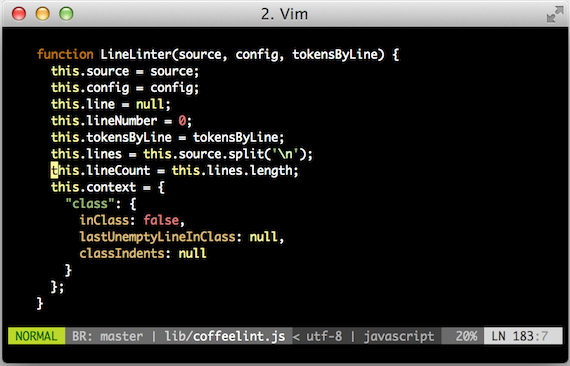 2. Vim
function LineLinter(source, config, tokensByLine) {
this.source = source;
this.config = config;
this.line = null;
this.lineNumber = 0;
this.tokensByLine = tokensByLine;
this.lines = this.source.split('\n');
this.lineCount = this.lines.length;
this.context = {
"class": {
inClass: false,
lastUnemptyLineInClass: null,
classIndents: null
}
};
}
NORMAL BR: master | lib/coffeelint.js < utf-8 | javascript 20% LN 183:7